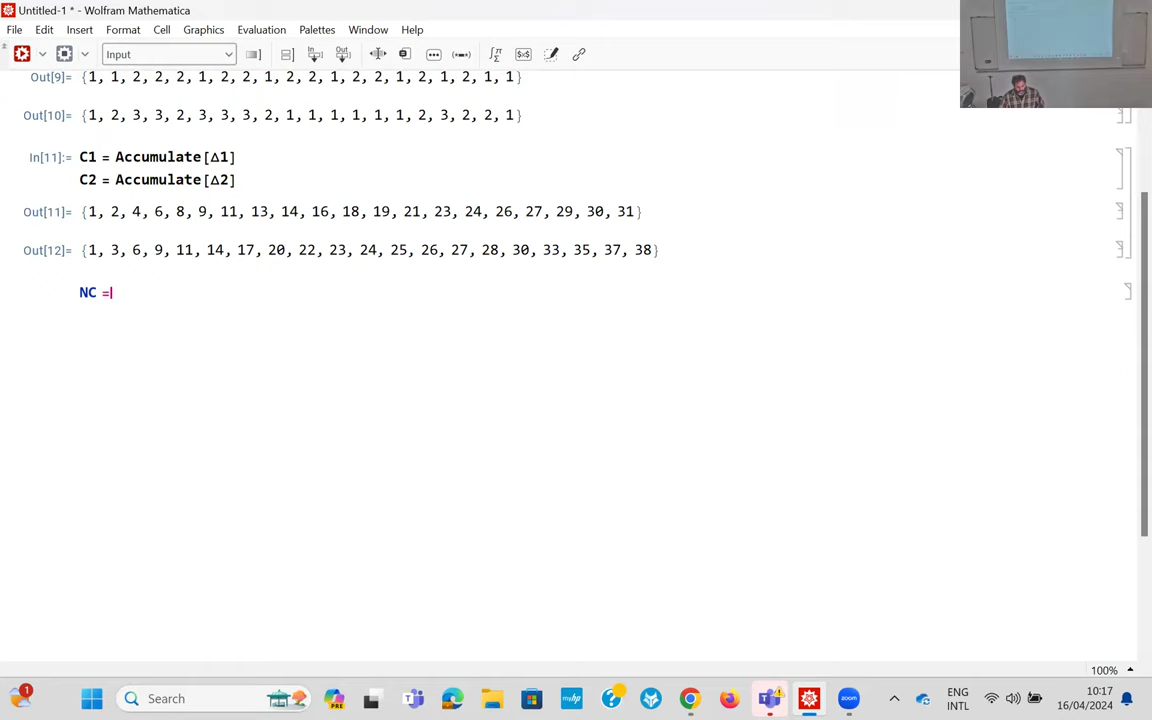 Untitled-1 * - Wolfram Mathematica
File Edit Insert Format Cell Graphics Evaluation Palettes Window Help
Input
Out[9]= {1, 1, 2, 2, 2, 1, 2, 2, 1, 2, 2, 1, 2, 2, 1, 2, 1, 2, 1, 1}
Out[10]= {1, 2, 3, 3, 2, 3, 3, 3, 2, 1, 1, 1, 1, 1, 1, 2, 3, 2, 2, 1}
In[11]:= C1 = Accumulate[Δ1]
C2 = Accumulate[Δ2]
Out[11]= {1, 2, 4, 6, 8, 9, 11, 13, 14, 16, 18, 19, 21, 23, 24, 26, 27, 29, 30, 31}
Out[12]= {1, 3, 6, 9, 11, 14, 17, 20, 22, 23, 24, 25, 26, 27, 28, 30, 33, 35, 37, 38}
NC =
100%
1
Search
PRE
myhp
zoom
ENG
INTL
10:17
16/04/2024